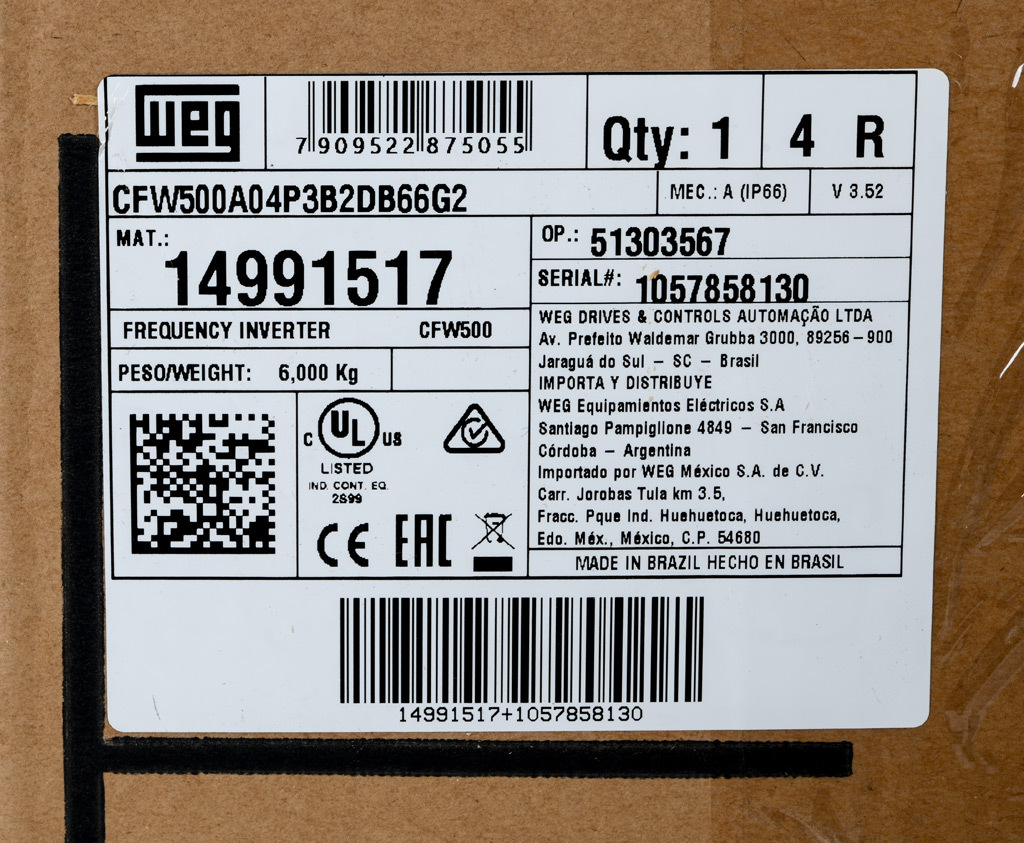 weg
7 909522 875055
Qty: 1
4 R
CFW500A04P3B2DB66G2
MEC.: A (IP66)
V 3.52
MAT.:
14991517
OP.: 51303567
SERIAL#: 1057858130
FREQUENCY INVERTER CFW500
PESO/WEIGHT: 6,000 Kg
WEG DRIVES & CONTROLS AUTOMAÇÃO LTDA
Av. Prefeito Waldemar Grubba 3000, 89256-900
Jaraguá do Sul - SC - Brasil
IMPORTA Y DISTRIBUYE
WEG Equipamientos Eléctricos S.A
Santiago Pampiglione 4849 - San Francisco
Córdoba - Argentina
Importado por WEG México S.A. de C.V.
Carr. Jorobas Tula km 3.5,
Fracc. Pque Ind. Huehuetoca, Huehuetoca,
Edo. Méx., México, C.P. 54680
MADE IN BRAZIL HECHO EN BRASIL
C UL US
LISTED
IND. CONT. EQ.
2S99
CE EAC
14991517+1057858130